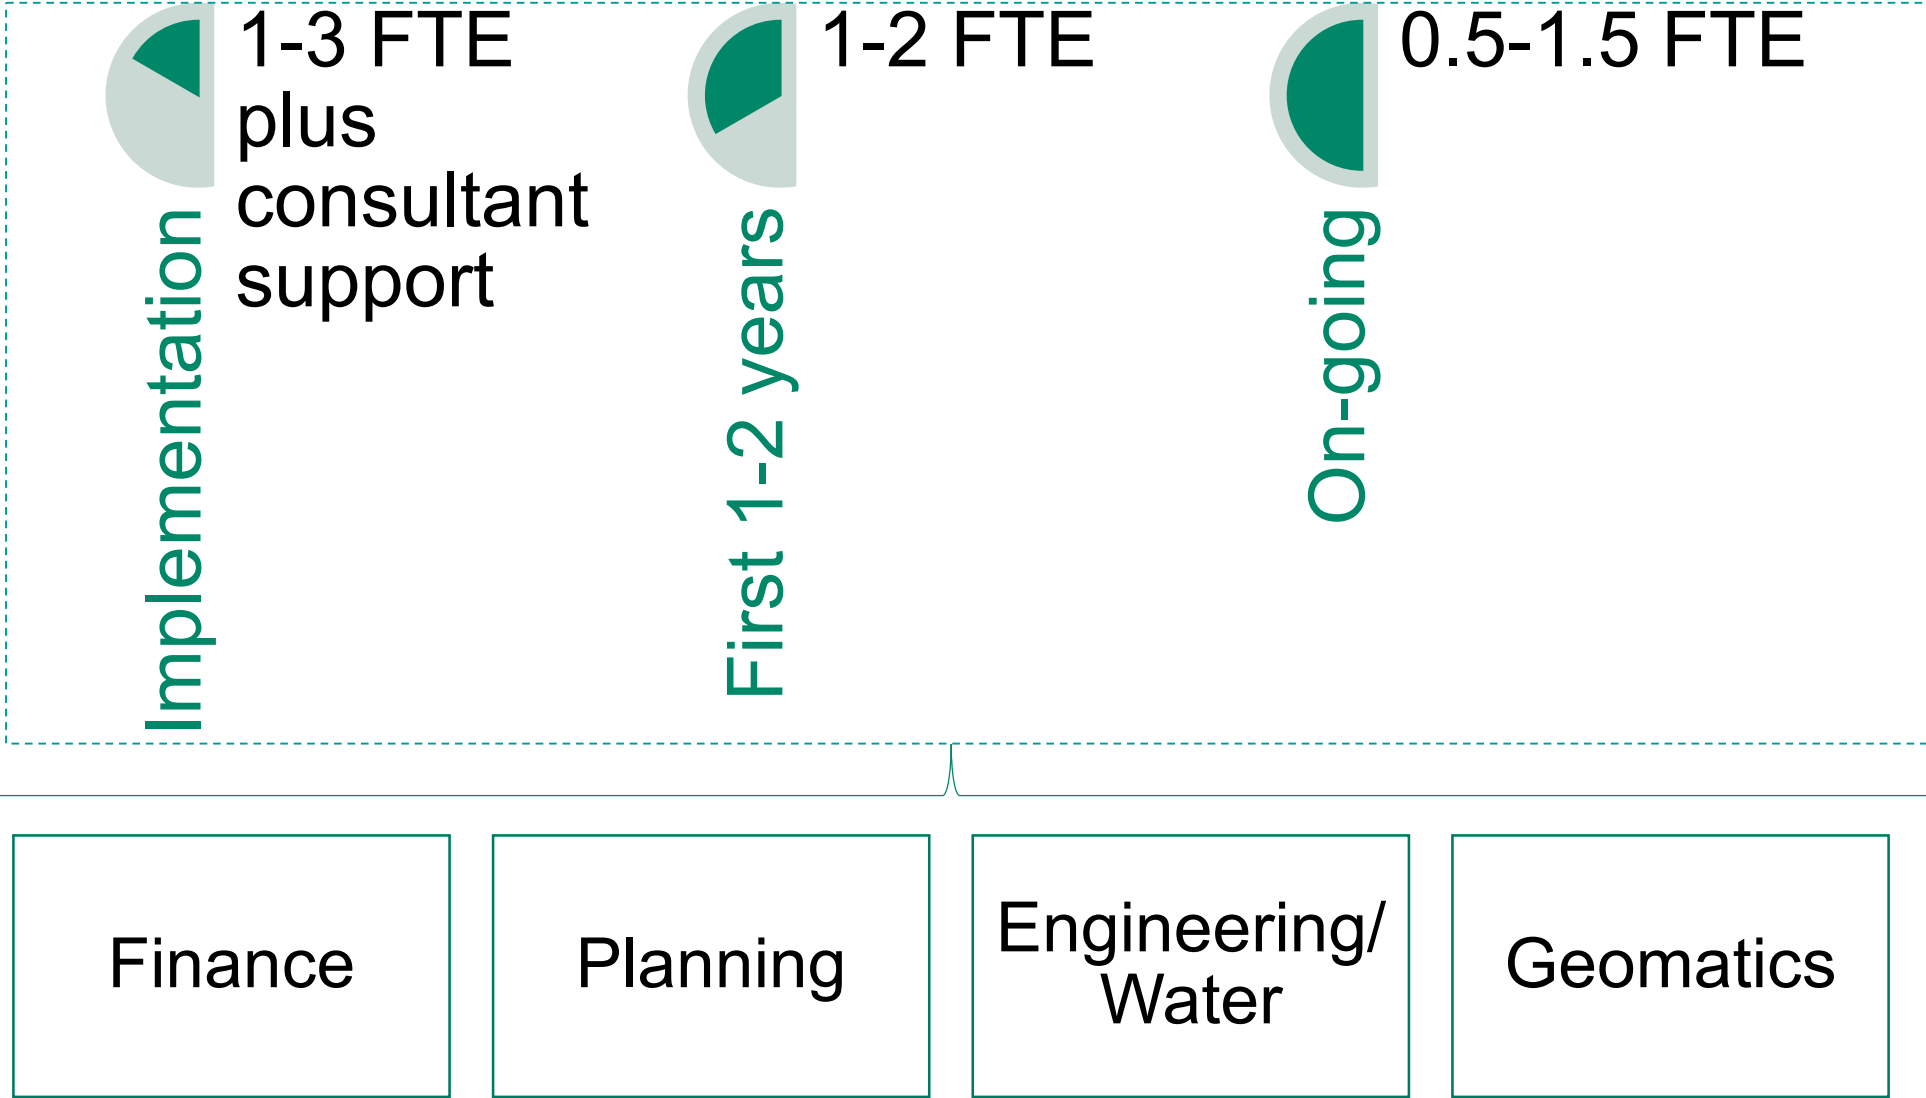 1-3 FTE
plus
consultant
support
Implementation
1-2 FTE
First 1-2 years
0.5-1.5 FTE
On-going
Finance
Planning
Engineering/
Water
Geomatics